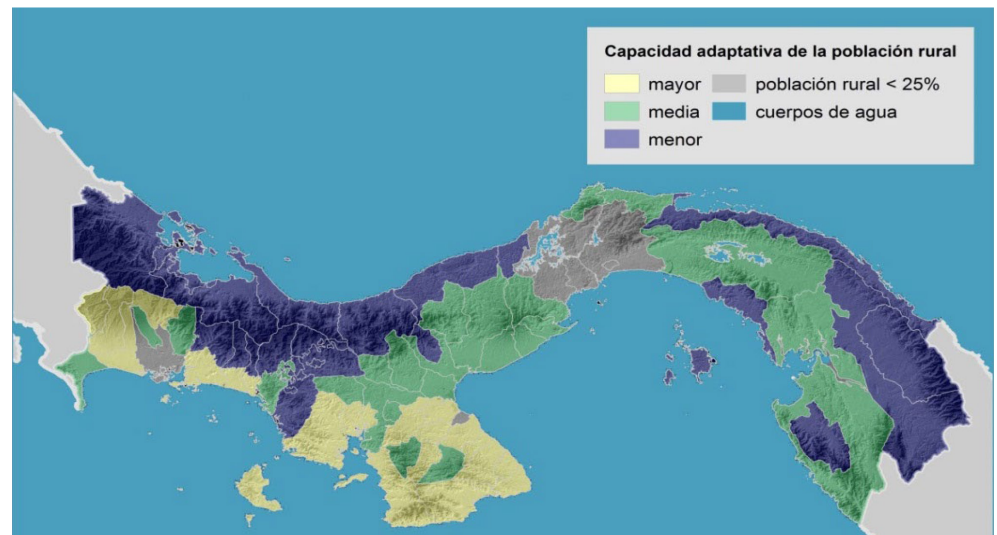 Capacidad adaptativa de la población rural
mayor población rural < 25%
media cuerpos de agua
menor